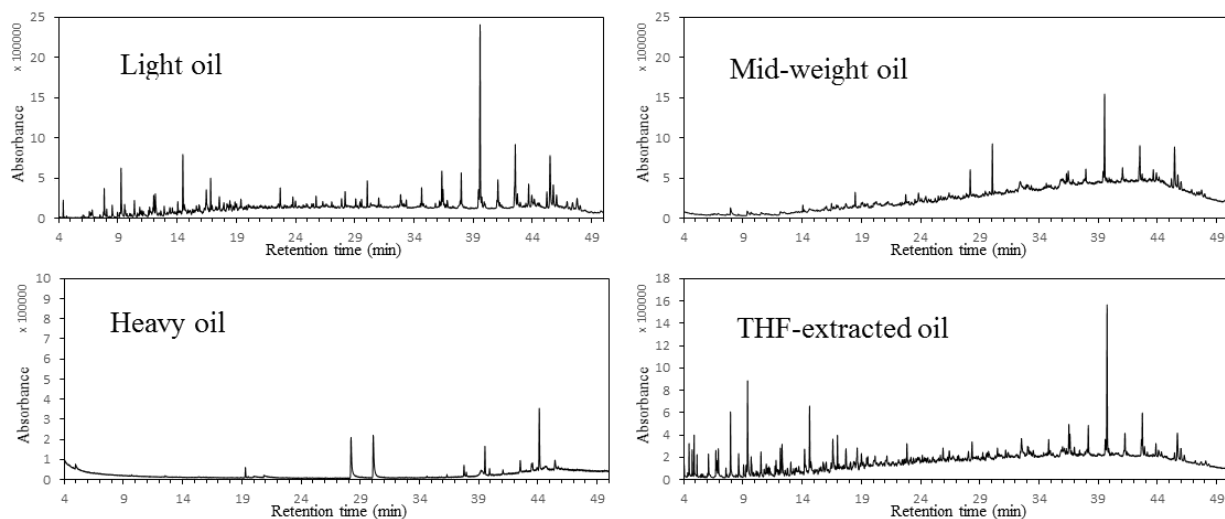 25
20
15
10
5
0
x 100000
Absorbance
Light oil
4 9 14 19 24 29 34 39 44 49
Retention time (min)
25
20
15
10
5
0
x 100000
Absorbance
Mid-weight oil
4 9 14 19 24 29 34 39 44 49
Retention time (min)
10
9
8
7
6
5
4
3
2
1
0
x 100000
Absorbance
Heavy oil
4 9 14 19 24 29 34 39 44 49
Retention time (min)
18
16
14
12
10
8
6
4
2
0
x 100000
Absorbance
THF-extracted oil
4 9 14 19 24 29 34 39 44 49
Retention time (min)